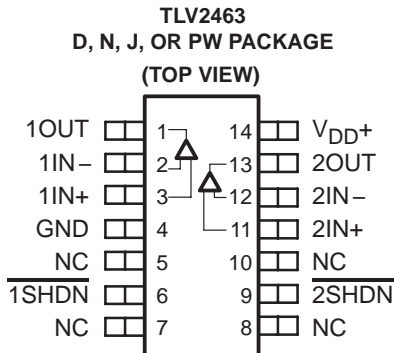 TLV2463
D, N, J, OR PW PACKAGE
(TOP VIEW)
1OUT 1 14 VDD+
1IN− 2 13 2OUT
1IN+ 3 12 2IN−
GND 4 11 2IN+
NC 5 10 NC
1SHDN 6 9 2SHDN
NC 7 8 NC